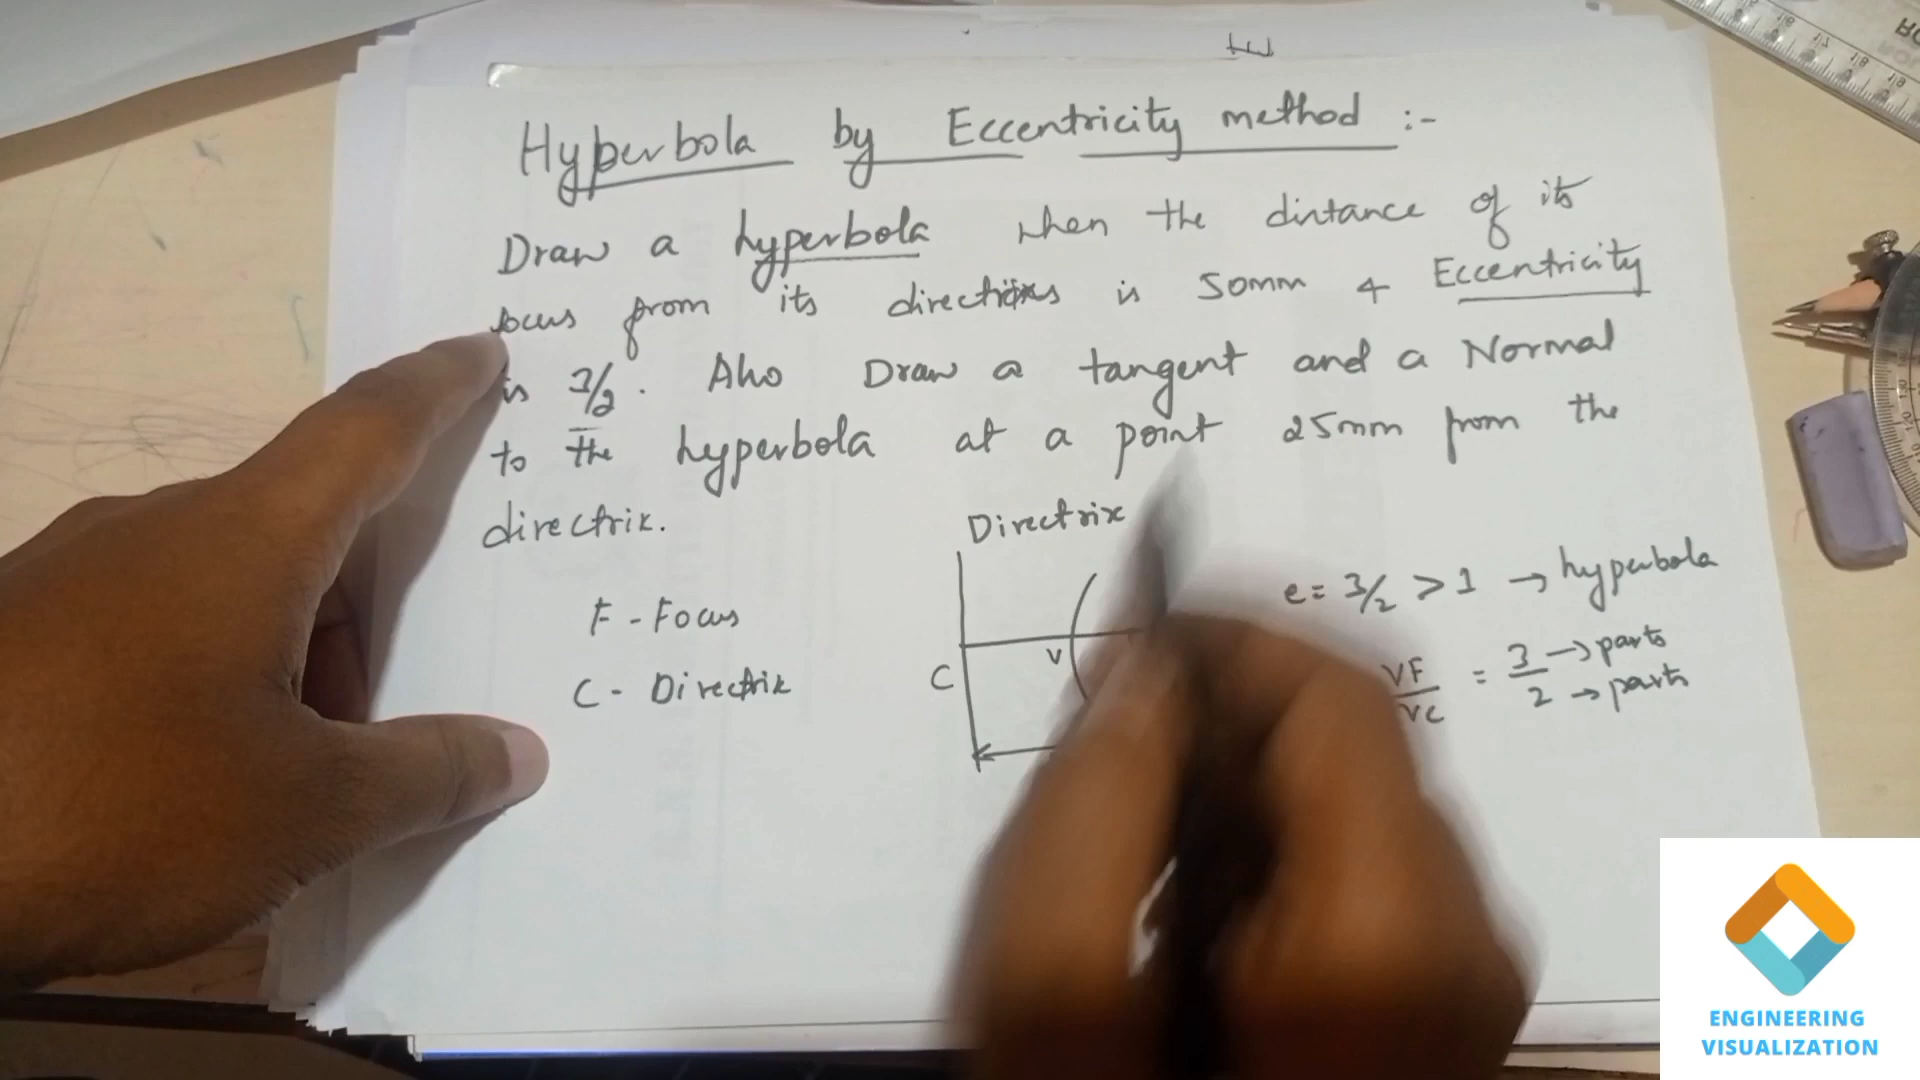 Hyperbola by Eccentricity method :-
Draw a hyperbola when the distance of its
focus from its directrix is 50mm & Eccentricity
is 3/2. Also Draw a tangent and a Normal
to the hyperbola at a point 25mm from the
directrix.
Directrix
F - Focus
C - Directrix
C
V
e = 3/2 > 1 → hyperbola
VF/VC = 3/2 → parts → parts
ENGINEERING
VISUALIZATION